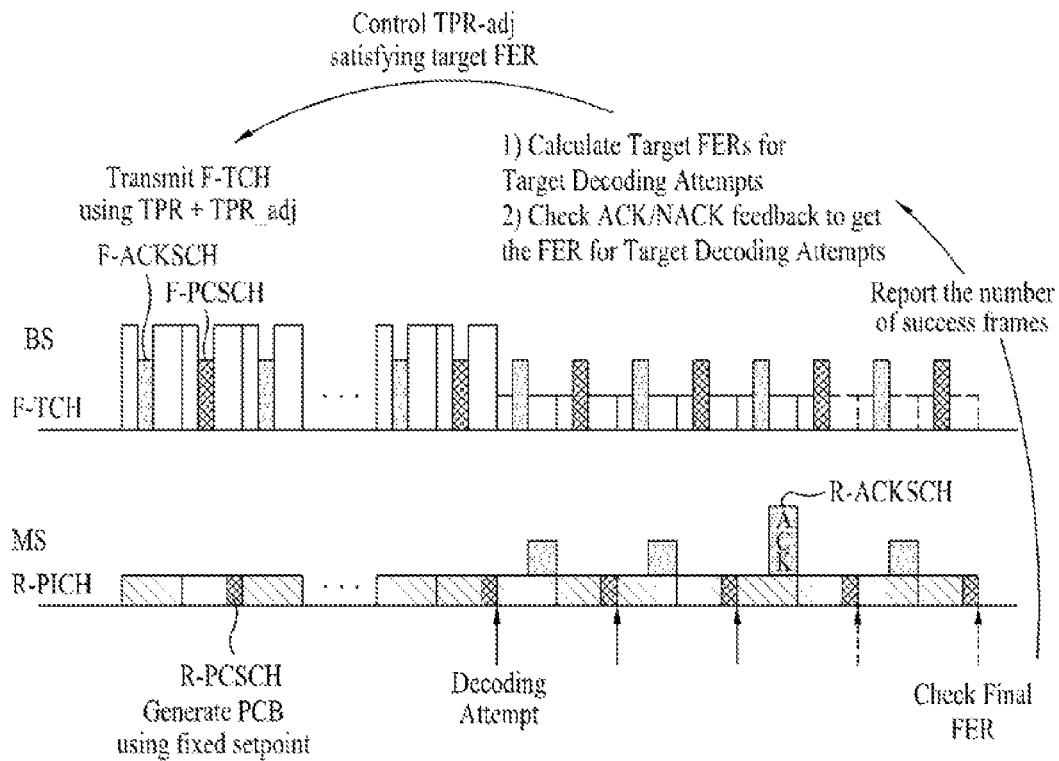 Control TPR-adj
satisfying target FER
1) Calculate Target FERs for
Target Decoding Attempts
2) Check ACK/NACK feedback to get
the FER for Target Decoding Attempts
Transmit F-TCH
using TPR + TPR_adj
F-ACKSCH
F-PCSCH
Report the number
of success frames
BS
F-TCH
. . .
R-ACKSCH
ACK
MS
R-PICH
. . .
R-PCSCH
Generate PCB
using fixed setpoint
Decoding
Attempt
Check Final
FER